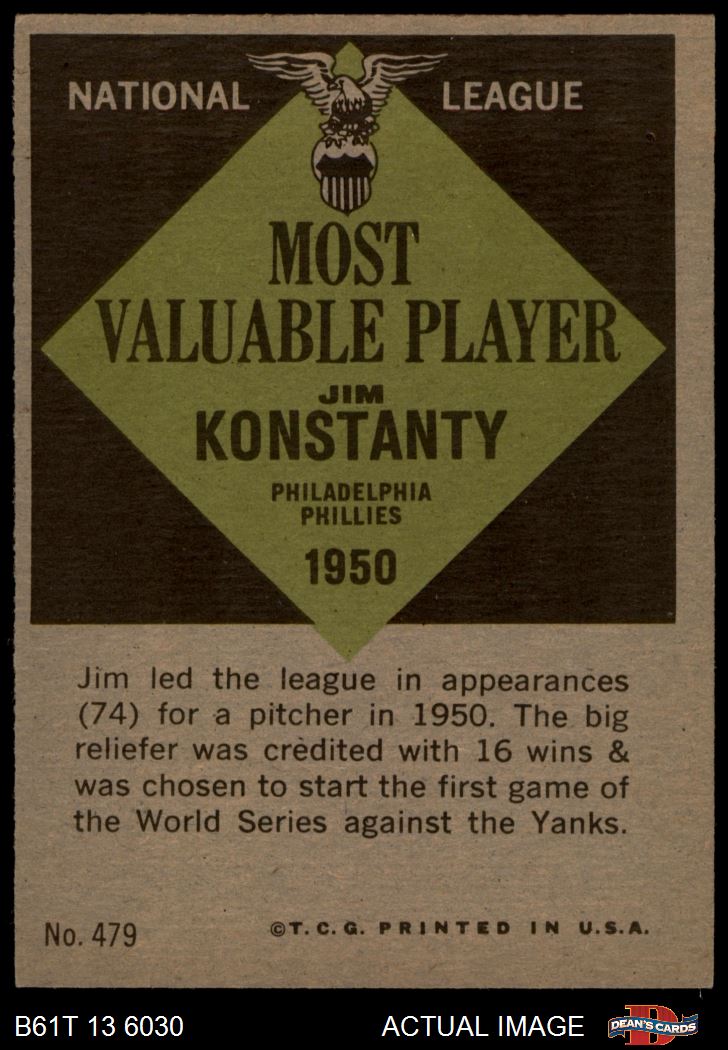 NATIONAL LEAGUE
MOST
VALUABLE PLAYER
JIM
KONSTANTY
PHILADELPHIA
PHILLIES
1950
Jim led the league in appearances
(74) for a pitcher in 1950. The big
reliefer was credited with 16 wins &
was chosen to start the first game of
the World Series against the Yanks.
No. 479 ©T.C.G. PRINTED IN U.S.A.
B61T 13 6030 ACTUAL IMAGE D DEAN'S CARDS